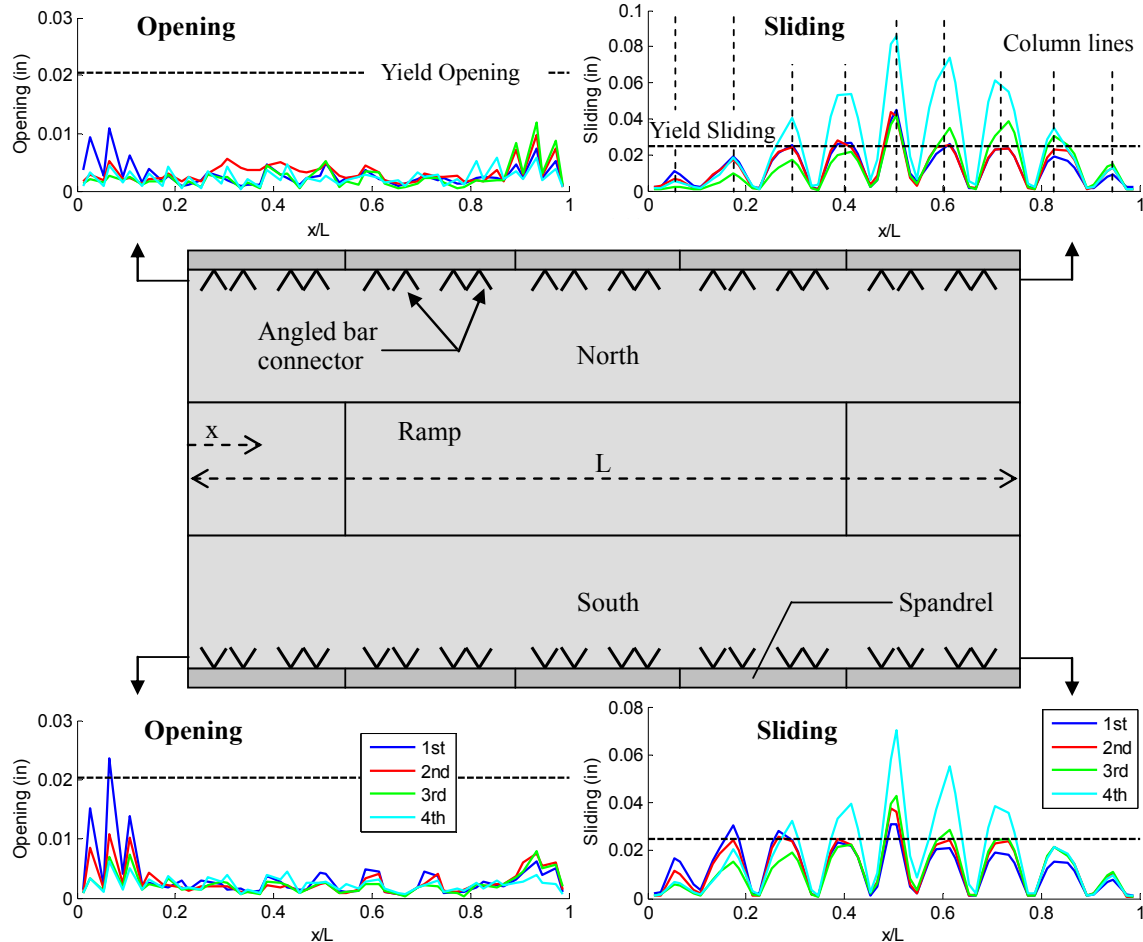 Opening
Opening (in)
0.03
0.02
0.01
0
Yield Opening
0 0.2 0.4 0.6 0.8 1
x/L
Sliding
Sliding (in)
0.1
0.08
0.06
0.04
0.02
0
Column lines
Yield Sliding
0 0.2 0.4 0.6 0.8 1
x/L
Angled bar
connector
North
x
Ramp
L
South
Spandrel
Opening
Opening (in)
0.03
0.02
0.01
0
1st
2nd
3rd
4th
0 0.2 0.4 0.6 0.8 1
x/L
Sliding
Sliding (in)
0.08
0.06
0.04
0.02
0
1st
2nd
3rd
4th
0 0.2 0.4 0.6 0.8 1
x/L